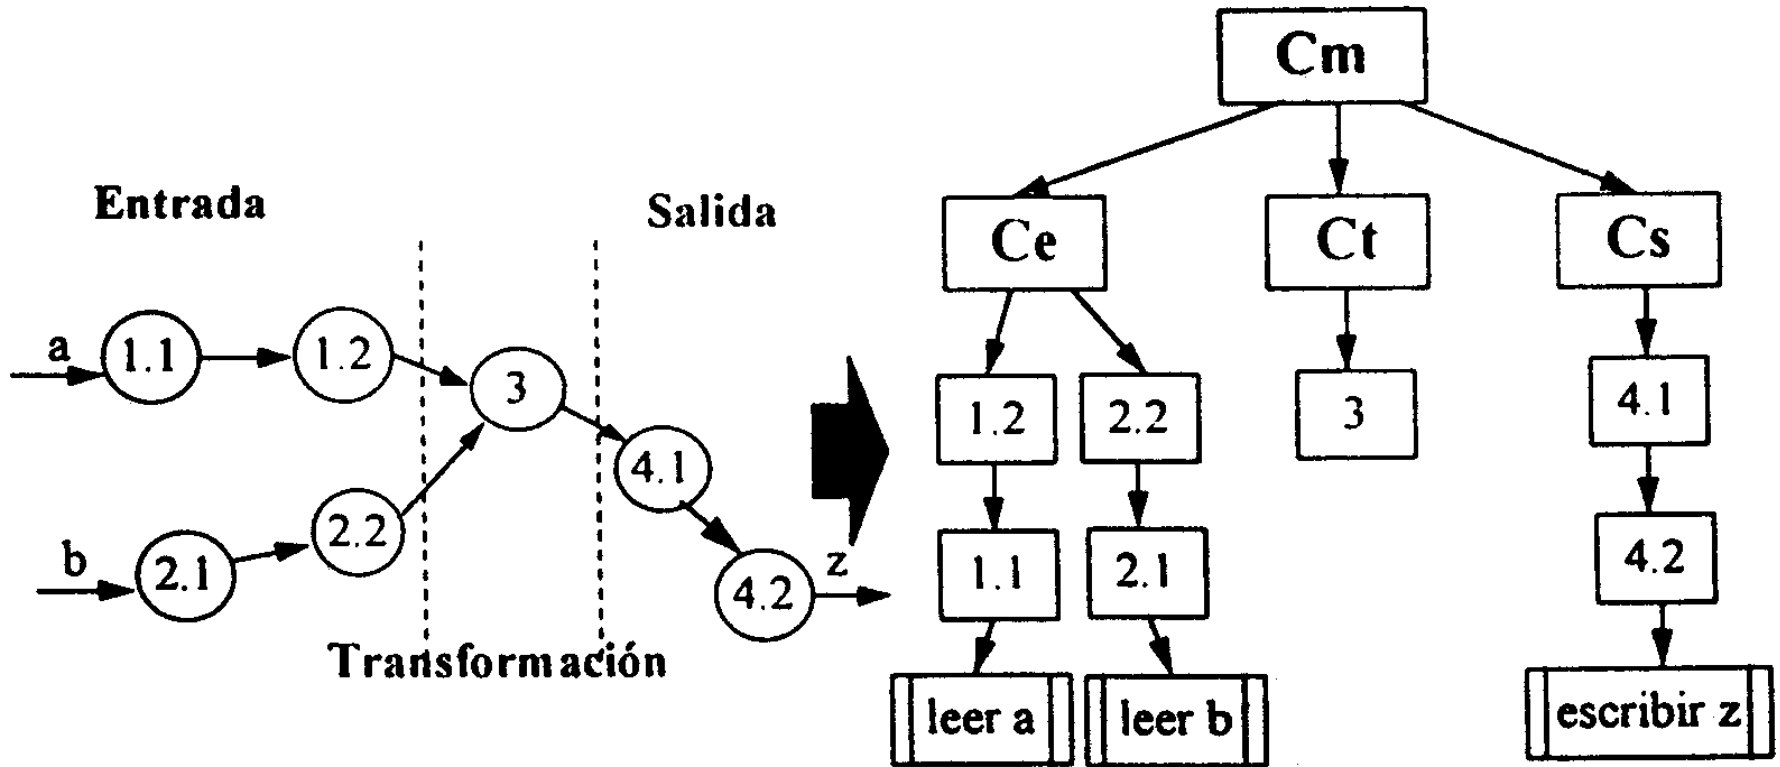 Cm
Entrada
Salida
Ce
Ct
Cs
a
1.1
1.2
3
4.1
b
2.1
2.2
4.2
z
Transformación
1.2
2.2
3
4.1
1.1
2.1
4.2
leer a
leer b
escribir z